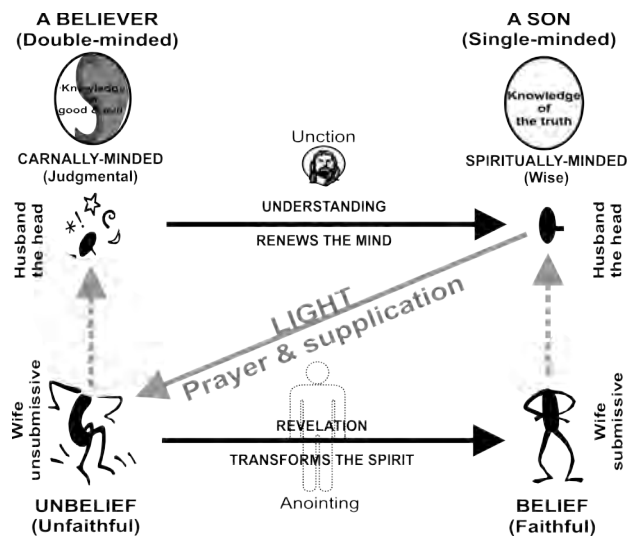 A BELIEVER
(Double-minded)
A SON
(Single-minded)
Knowledge
good & evil
Knowledge
of
the truth
CARNALLY-MINDED
(Judgmental)
Unction
SPIRITUALLY-MINDED
(Wise)
Husband
the head
UNDERSTANDING
RENEWS THE MIND
Husband
the head
LIGHT
Prayer & supplication
Wife
unsubmissive
REVELATION
TRANSFORMS THE SPIRIT
Wife
submissive
UNBELIEF
(Unfaithful)
Anointing
BELIEF
(Faithful)